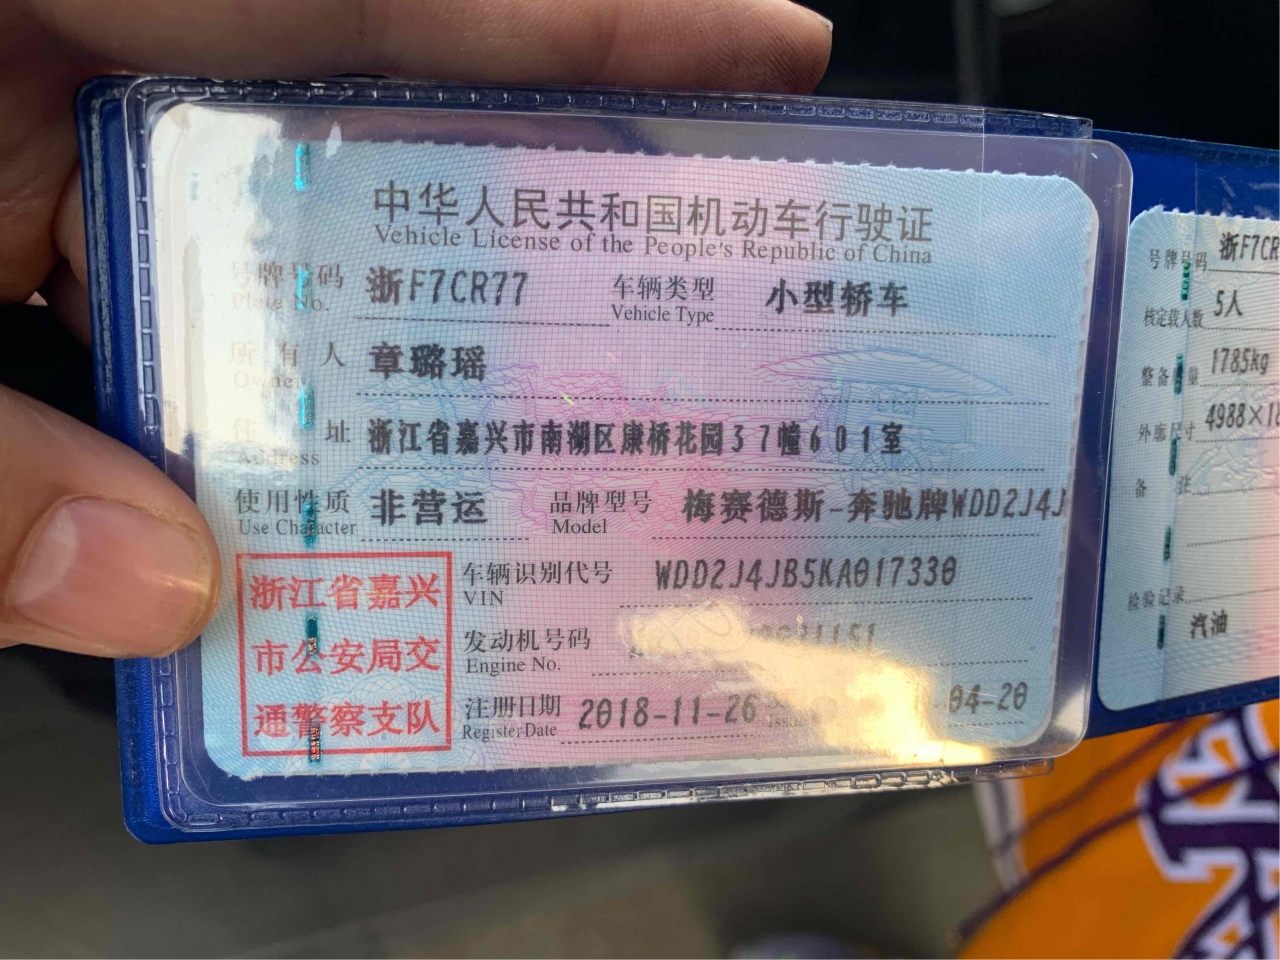 中华人民共和国机动车行驶证
Vehicle License of the People's Republic of China
号牌号码 浙F7CR77 车辆类型 小型轿车
Plate No. Vehicle Type
所有人 章璐瑶
Owner
住址 浙江省嘉兴市南湖区康桥花园37幢601室
Address
使用性质 非营运 品牌型号 梅赛德斯-奔驰牌WDD2J4J
Use Character Model
浙江省嘉兴
市公安局交
通警察支队
车辆识别代号 WDD2J4JB5KA017330
VIN
发动机号码
Engine No.
注册日期 2018-11-26 04-20
Register Date Issue
号牌号码 浙F7CR
核定载人数 5人
整备质量 1785kg
外廓尺寸 4988×18
备注
检验记录
汽油